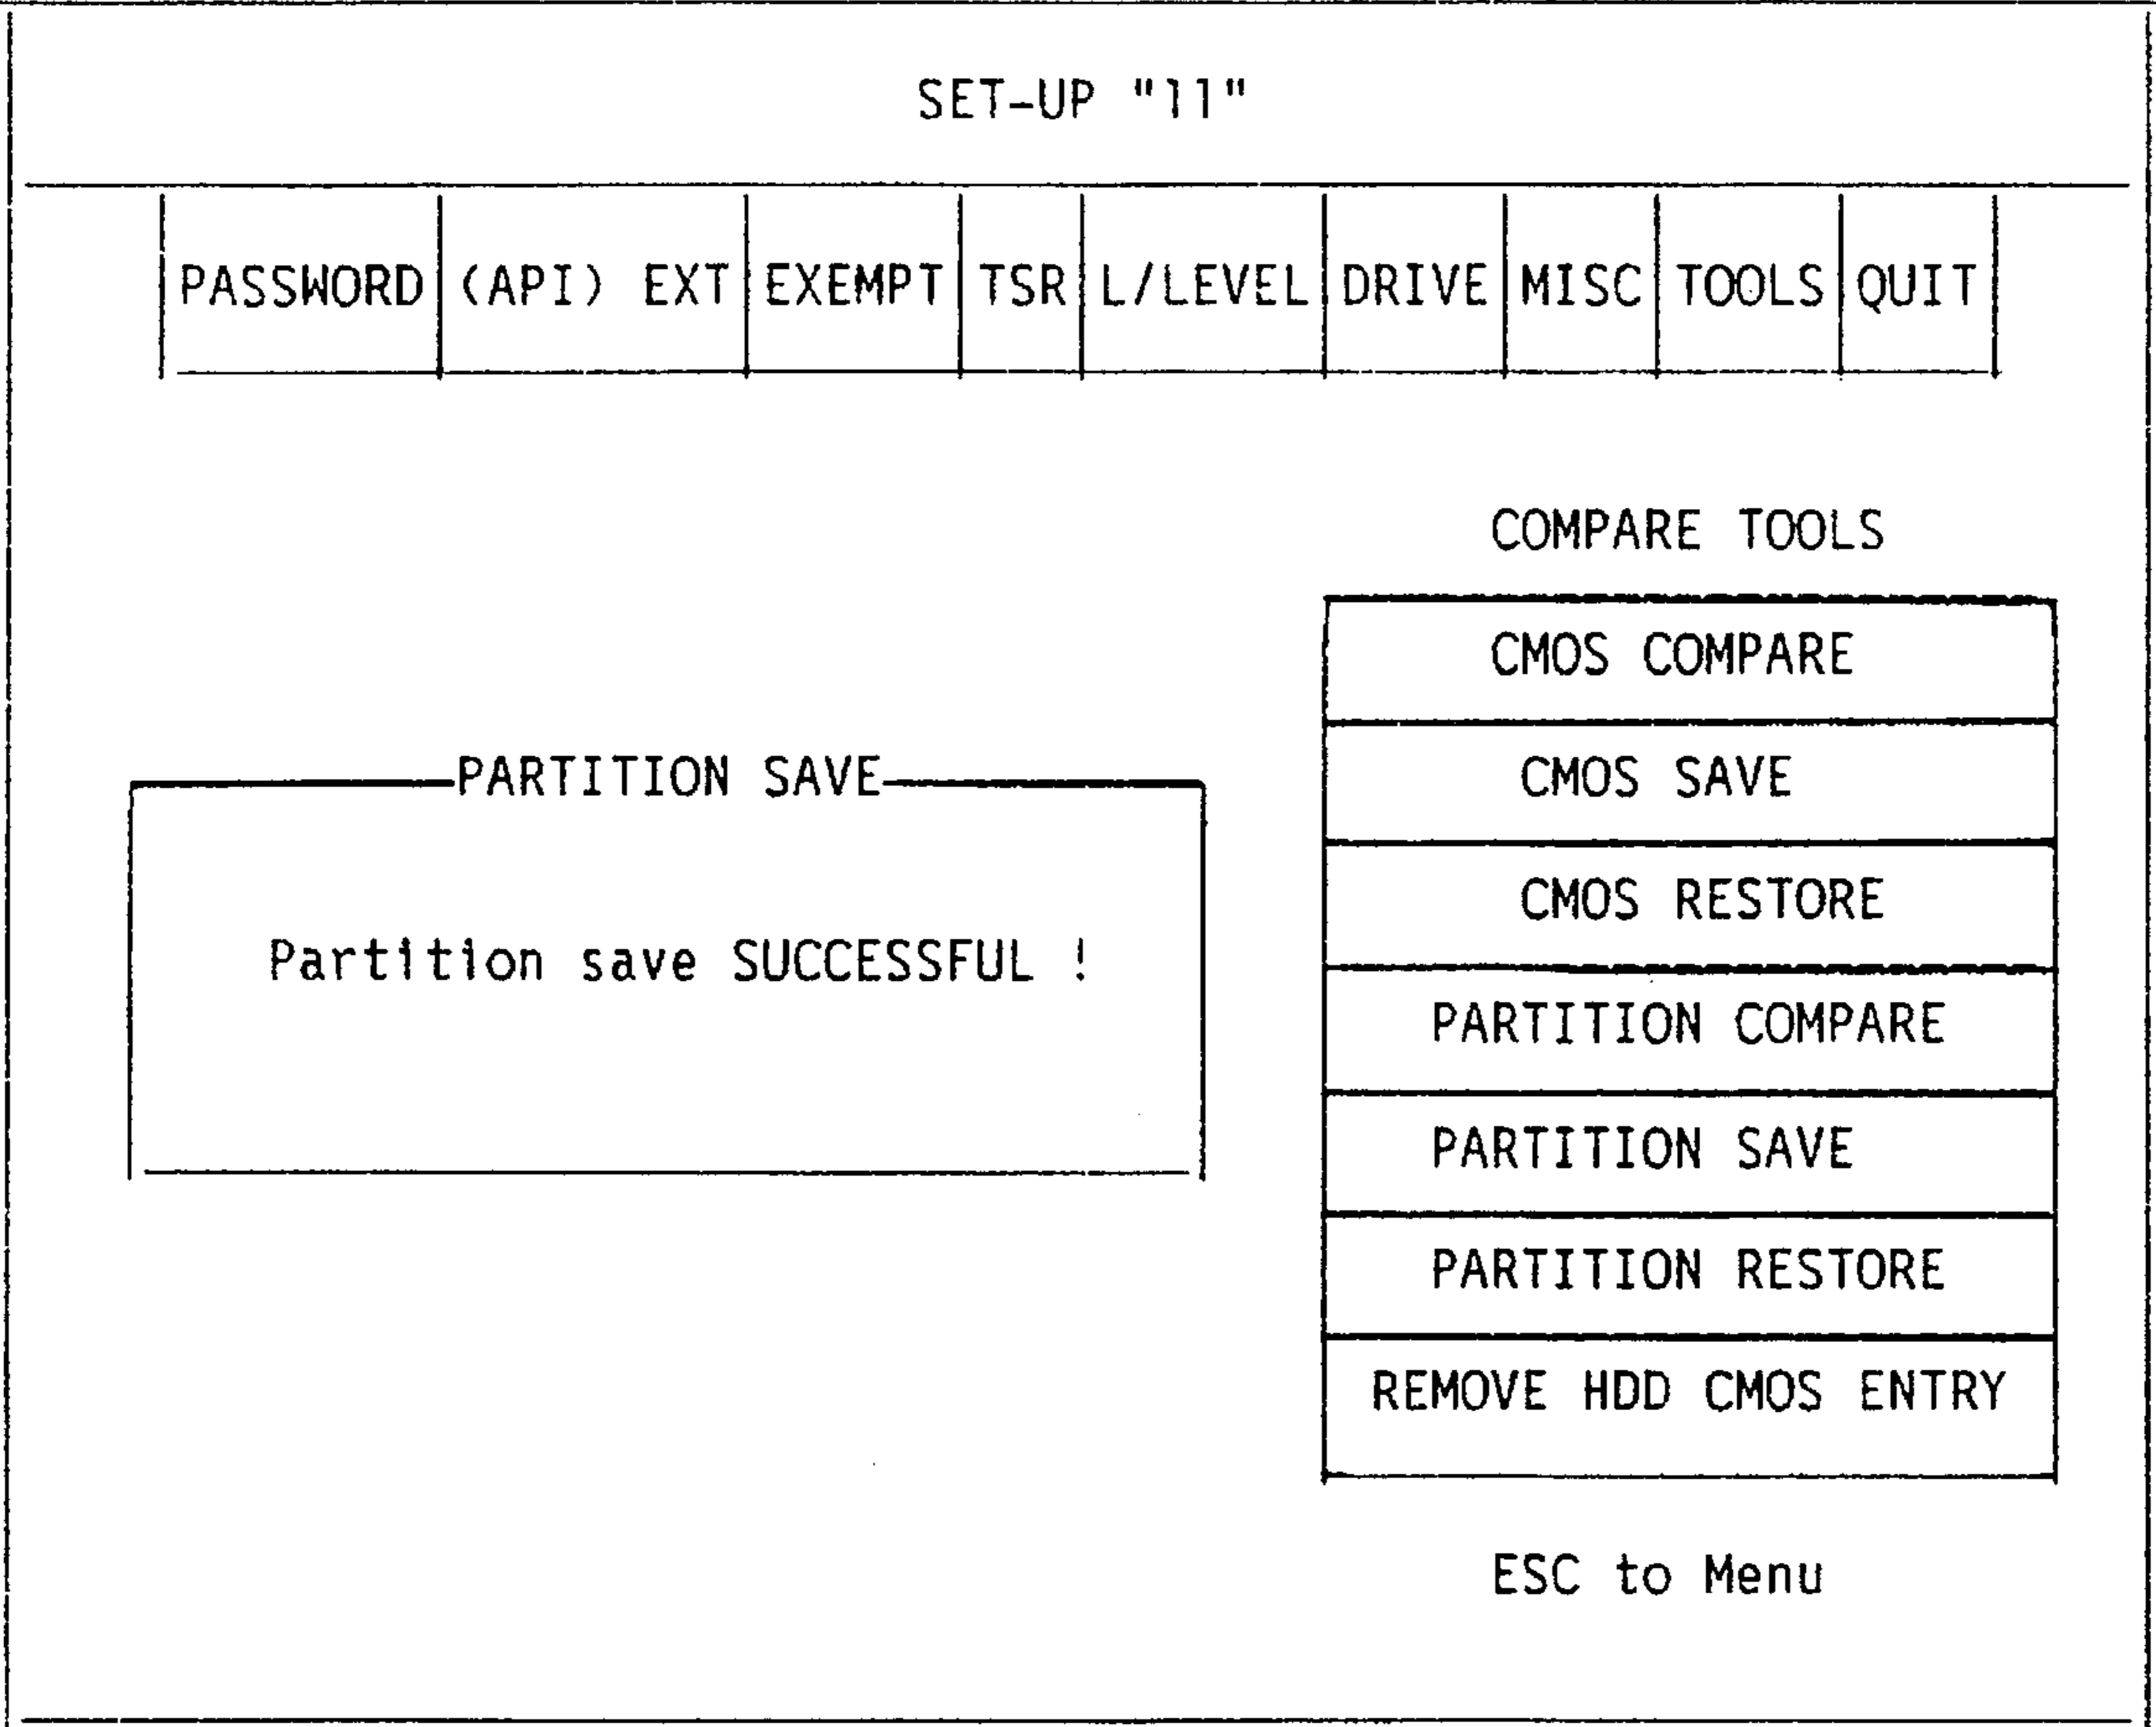 SET-UP "11"
PASSWORD (API) EXT EXEMPT TSR L/LEVEL DRIVE MISC TOOLS QUIT
COMPARE TOOLS
CMOS COMPARE
CMOS SAVE
CMOS RESTORE
PARTITION COMPARE
PARTITION SAVE
PARTITION RESTORE
REMOVE HDD CMOS ENTRY
ESC to Menu
PARTITION SAVE
Partition save SUCCESSFUL !